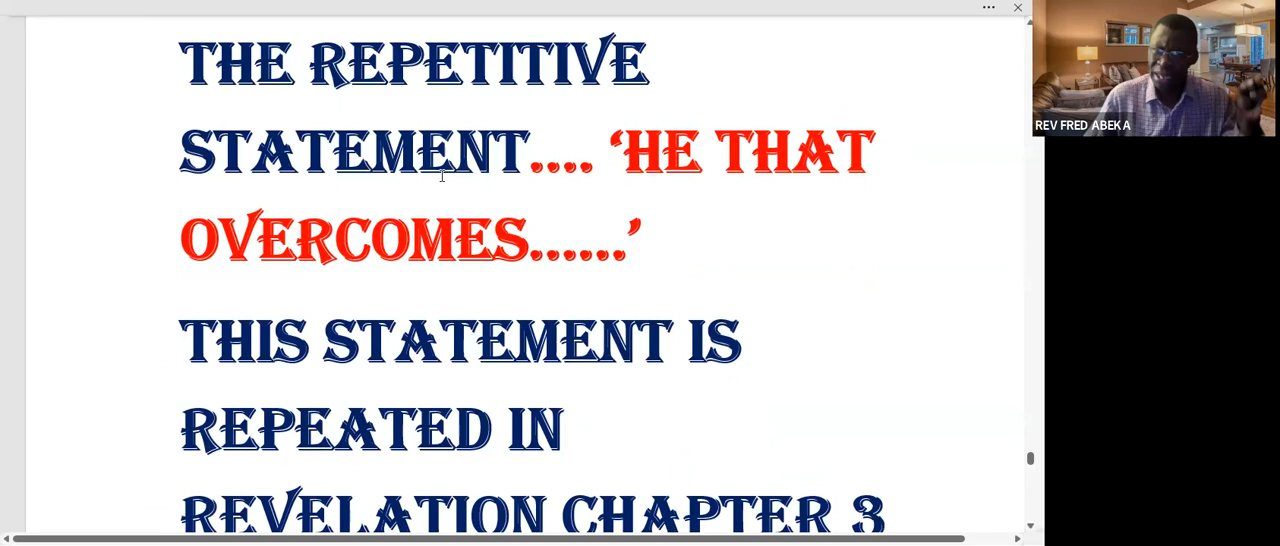 THE REPETITIVE
STATEMENT.... ‘HE THAT
OVERCOMES......’
THIS STATEMENT IS
REPEATED IN
REVELATION CHAPTER 3
REV FRED ABEKA